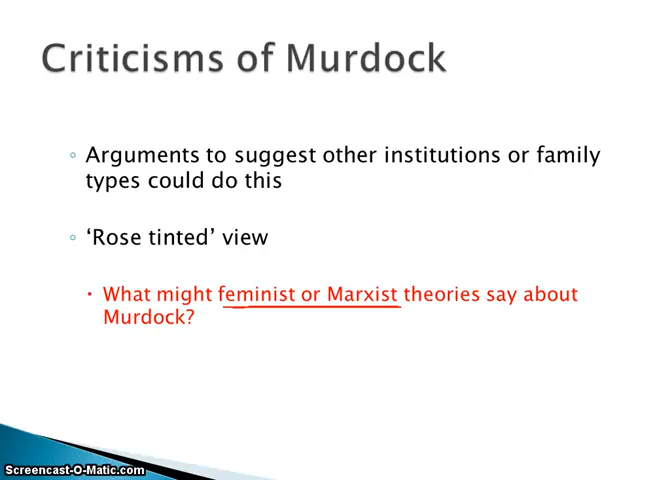 Criticisms of Murdock
Arguments to suggest other institutions or family
types could do this
‘Rose tinted’ view
What might feminist or Marxist theories say about
Murdock?
Screencast-O-Matic.com